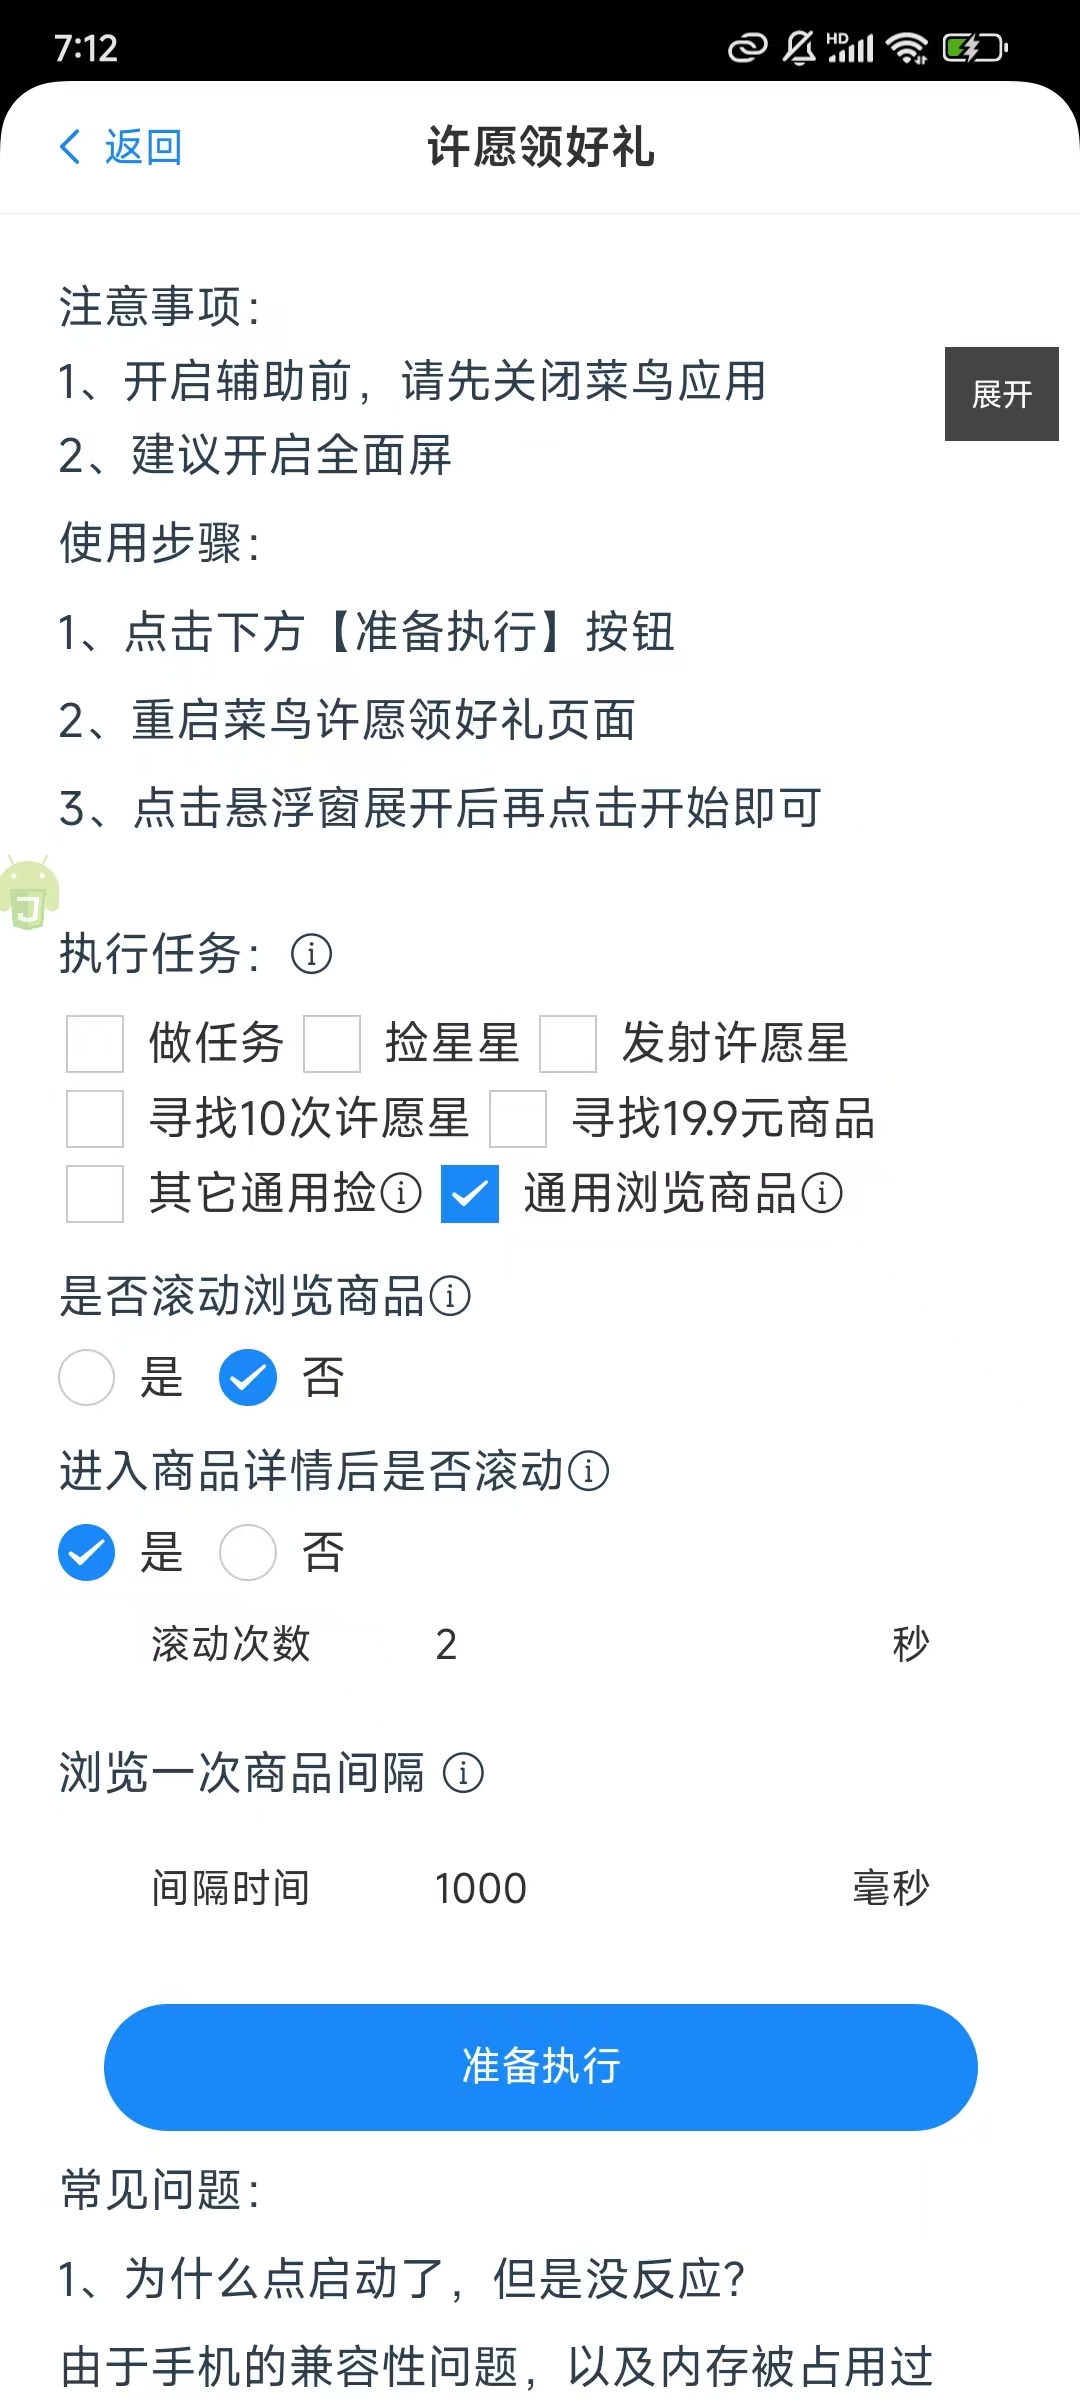 7:12
HD
返回
许愿领好礼
注意事项：
1、开启辅助前，请先关闭菜鸟应用
展开
2、建议开启全面屏
使用步骤：
1、点击下方【准备执行】按钮
2、重启菜鸟许愿领好礼页面
3、点击悬浮窗展开后再点击开始即可
J
执行任务：
做任务 捡星星 发射许愿星
寻找10次许愿星 寻找19.9元商品
其它通用捡 通用浏览商品
是否滚动浏览商品
是 否
进入商品详情后是否滚动
是 否
滚动次数 2 秒
浏览一次商品间隔
间隔时间 1000 毫秒
准备执行
常见问题：
1、为什么点启动了，但是没反应？
由于手机的兼容性问题，以及内存被占用过